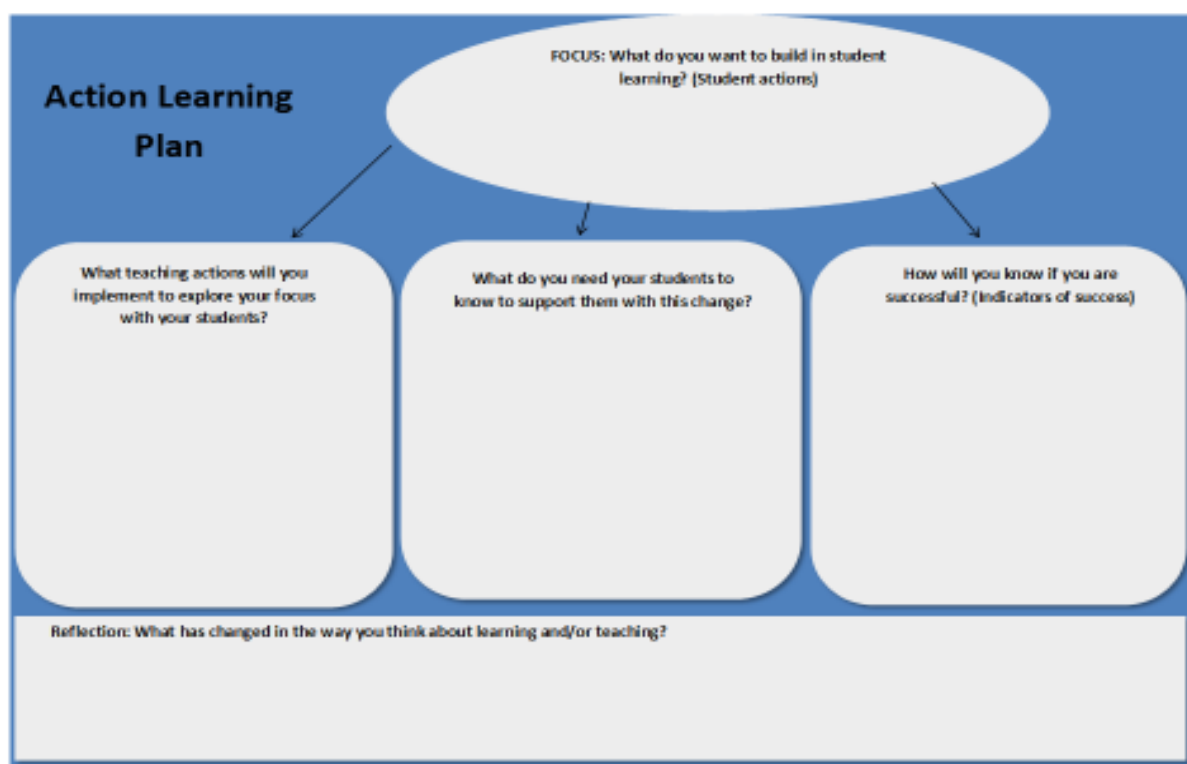 Action Learning
Plan
FOCUS: What do you want to build in student
learning? (Student actions)
What teaching actions will you
implement to explore your focus
with your students?
What do you need your students to
know to support them with this change?
How will you know if you are
successful? (Indicators of success)
Reflection: What has changed in the way you think about learning and/or teaching?